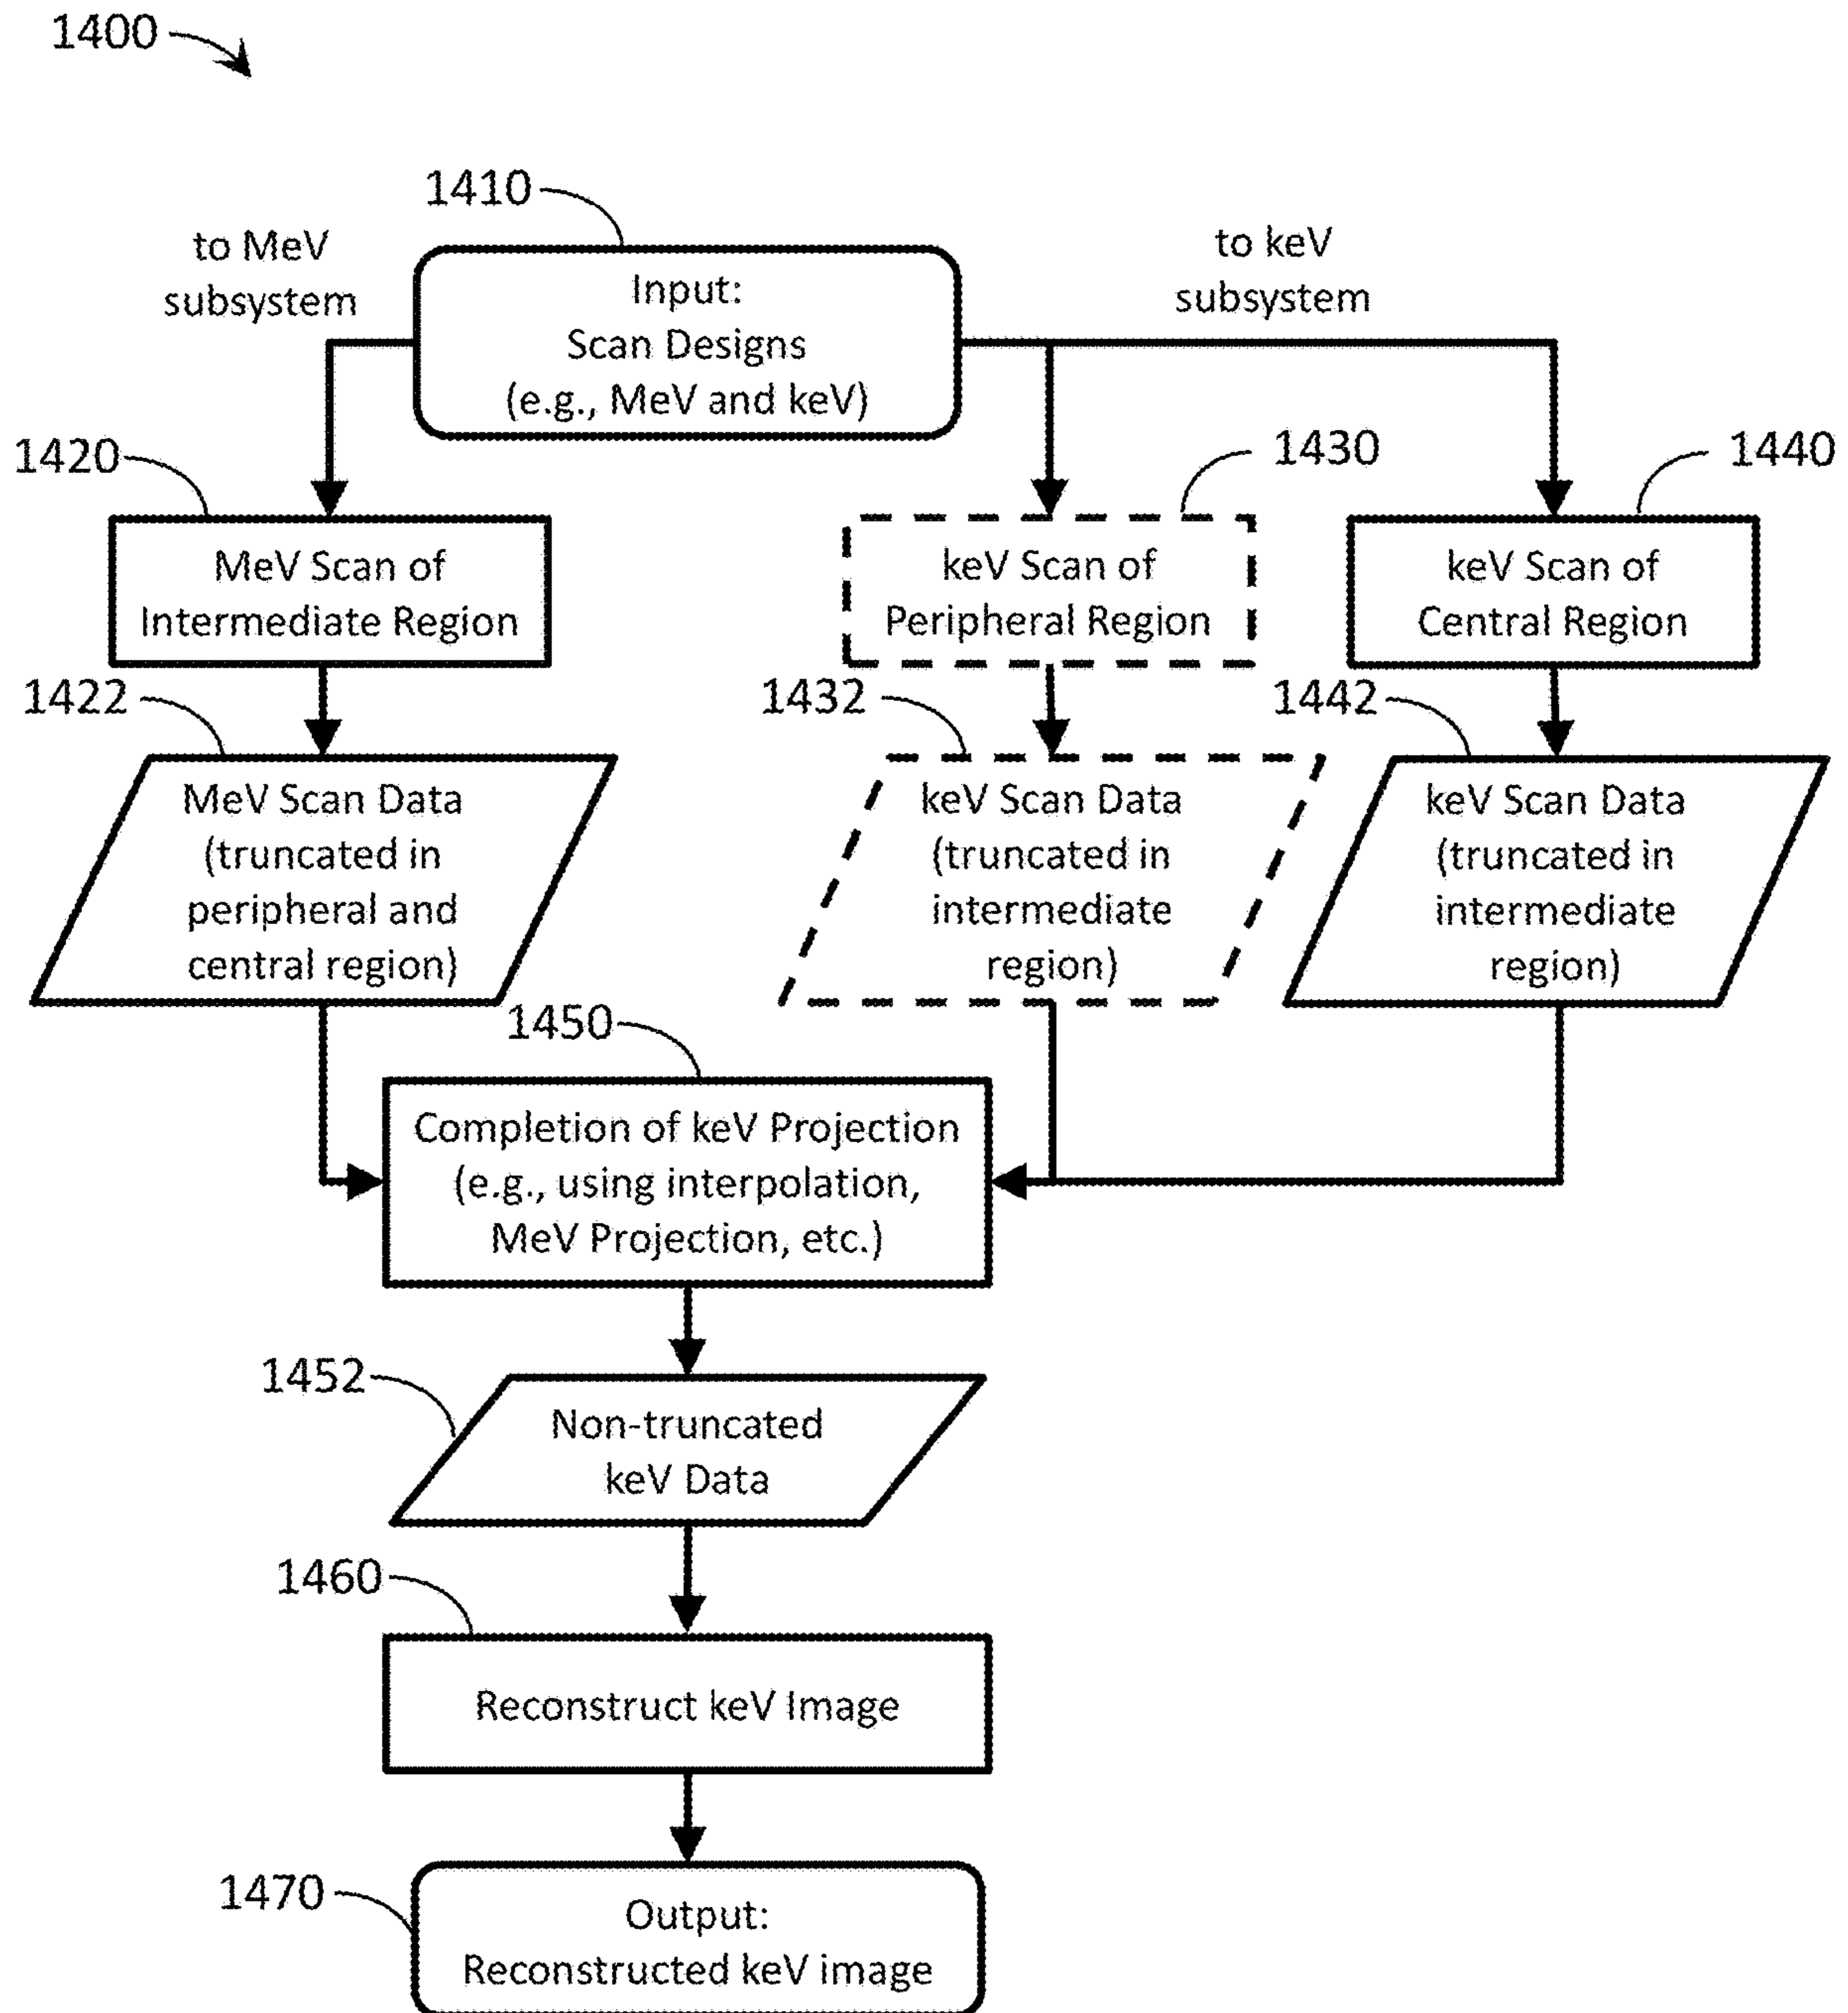 1400
1410
to MeV
subsystem
Input:
Scan Designs
(e.g., MeV and keV)
to keV
subsystem
1420
MeV Scan of
Intermediate Region
1430
keV Scan of
Peripheral Region
1440
keV Scan of
Central Region
1422
MeV Scan Data
(truncated in
peripheral and
central region)
1432
keV Scan Data
(truncated in
intermediate
region)
1442
keV Scan Data
(truncated in
intermediate
region)
1450
Completion of keV Projection
(e.g., using interpolation,
MeV Projection, etc.)
1452
Non-truncated
keV Data
1460
Reconstruct keV Image
1470
Output:
Reconstructed keV image